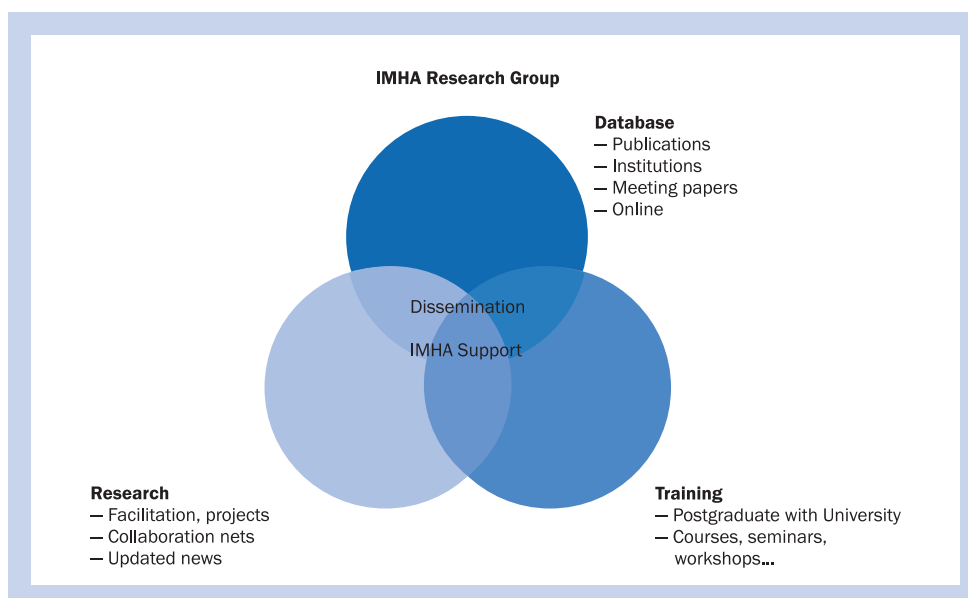 IMHA Research Group
Database
— Publications
— Institutions
— Meeting papers
— Online
Dissemination
IMHA Support
Research
— Facilitation, projects
— Collaboration nets
— Updated news
Training
— Postgraduate with University
— Courses, seminars,
workshops...